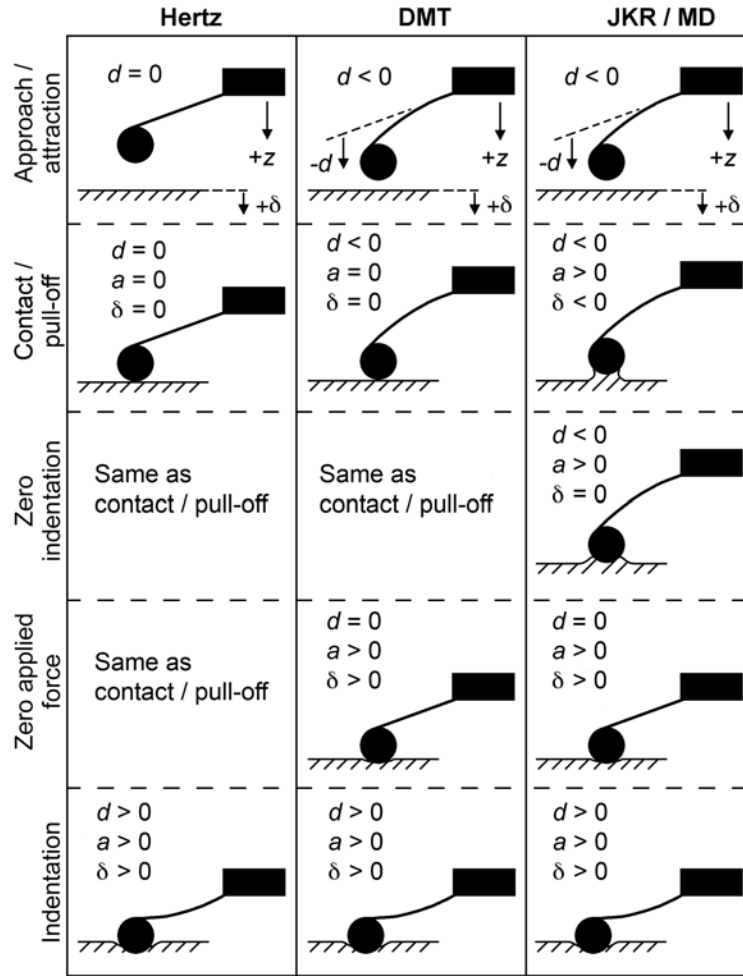 Hertz DMT JKR / MD
Approach /
attraction
d = 0
+z
+δ
d < 0
-d
+z
+δ
d < 0
-d
+z
+δ
Contact /
pull-off
d = 0
a = 0
δ = 0
d < 0
a = 0
δ = 0
d < 0
a > 0
δ < 0
Zero
indentation
Same as
contact / pull-off
Same as
contact / pull-off
d < 0
a > 0
δ = 0
Zero applied
force
Same as
contact / pull-off
d = 0
a > 0
δ > 0
d = 0
a > 0
δ > 0
Indentation
d > 0
a > 0
δ > 0
d > 0
a > 0
δ > 0
d > 0
a > 0
δ > 0